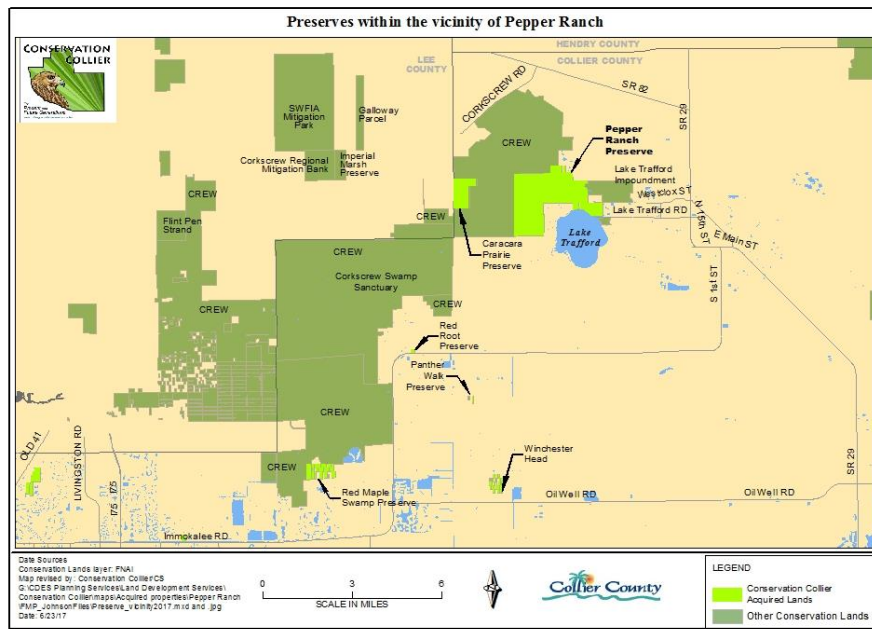 Preserves within the vicinity of Pepper Ranch
CONSERVATION
COLLIER
HENDRY COUNTY
COLLIER COUNTY
LEE
COUNTY
CORKSCREW RD
SR 82
SR 29
SWFIA
Mitigation
Park
Galloway
Parcel
Corkscrew Regional
Mitigation Bank
Imperial
Marsh
Preserve
CREW
Pepper
Ranch
Preserve
Lake Trafford
Impoundment
Westclox ST
Lake Trafford RD
N 15th ST
E Main ST
S 1st ST
Lake
Trafford
CREW
Flint Pen
Strand
CREW
Caracara
Prairie
Preserve
CREW
Corkscrew Swamp
Sanctuary
CREW
CREW
Red
Root
Preserve
Panther
Walk
Preserve
CREW
CREW
Winchester
Head
Red Maple
Swamp Preserve
OLD 41
LIVINGSTON RD
I75 - I75
Immokalee RD
Oil Well RD
Oil Well RD
SR 29
Date Sources
Conservation Lands layer: FNAI
Map revised by: Conservation Collier\CS
G:\CDES Planning Services\Land Development Services\
Conservation Collier\maps\Acquired properties\Pepper Ranch
\FMP_JohnsonFiles\Preserve_vicinity2017.mxd and .jpg
Date: 6/23/17
0 3 6
SCALE IN MILES
Collier County
LEGEND
Conservation Collier
Acquired Lands
Other Conservation Lands